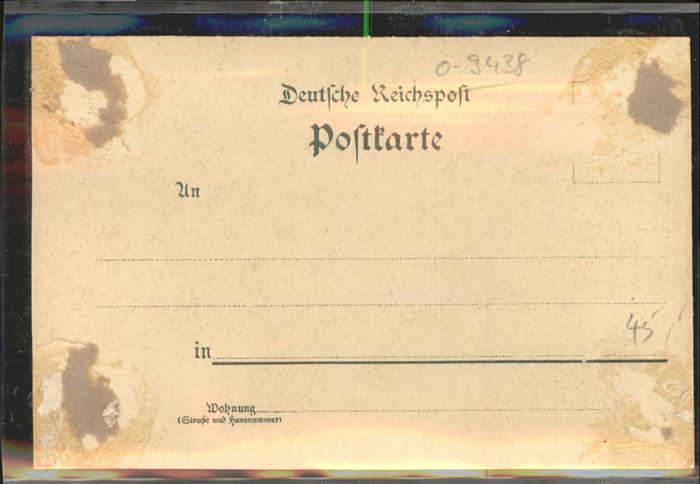 0-9438
Deutsche Reichspost
Postkarte
An
45,
in
Wohnung
(Straße und Hausnummer)